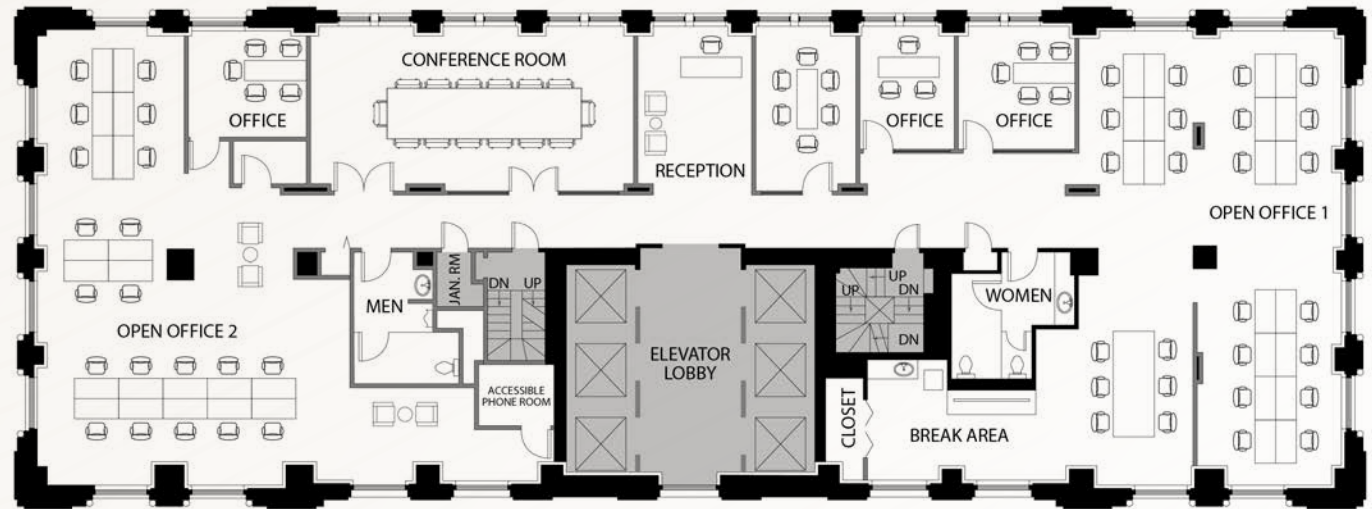 CONFERENCE ROOM
OFFICE
RECEPTION
OFFICE
OFFICE
OPEN OFFICE 1
JAN. RM
DN
UP
UP
UP
DN
DN
MEN
WOMEN
OPEN OFFICE 2
ELEVATOR
LOBBY
ACCESSIBLE
PHONE ROOM
CLOSET
BREAK AREA